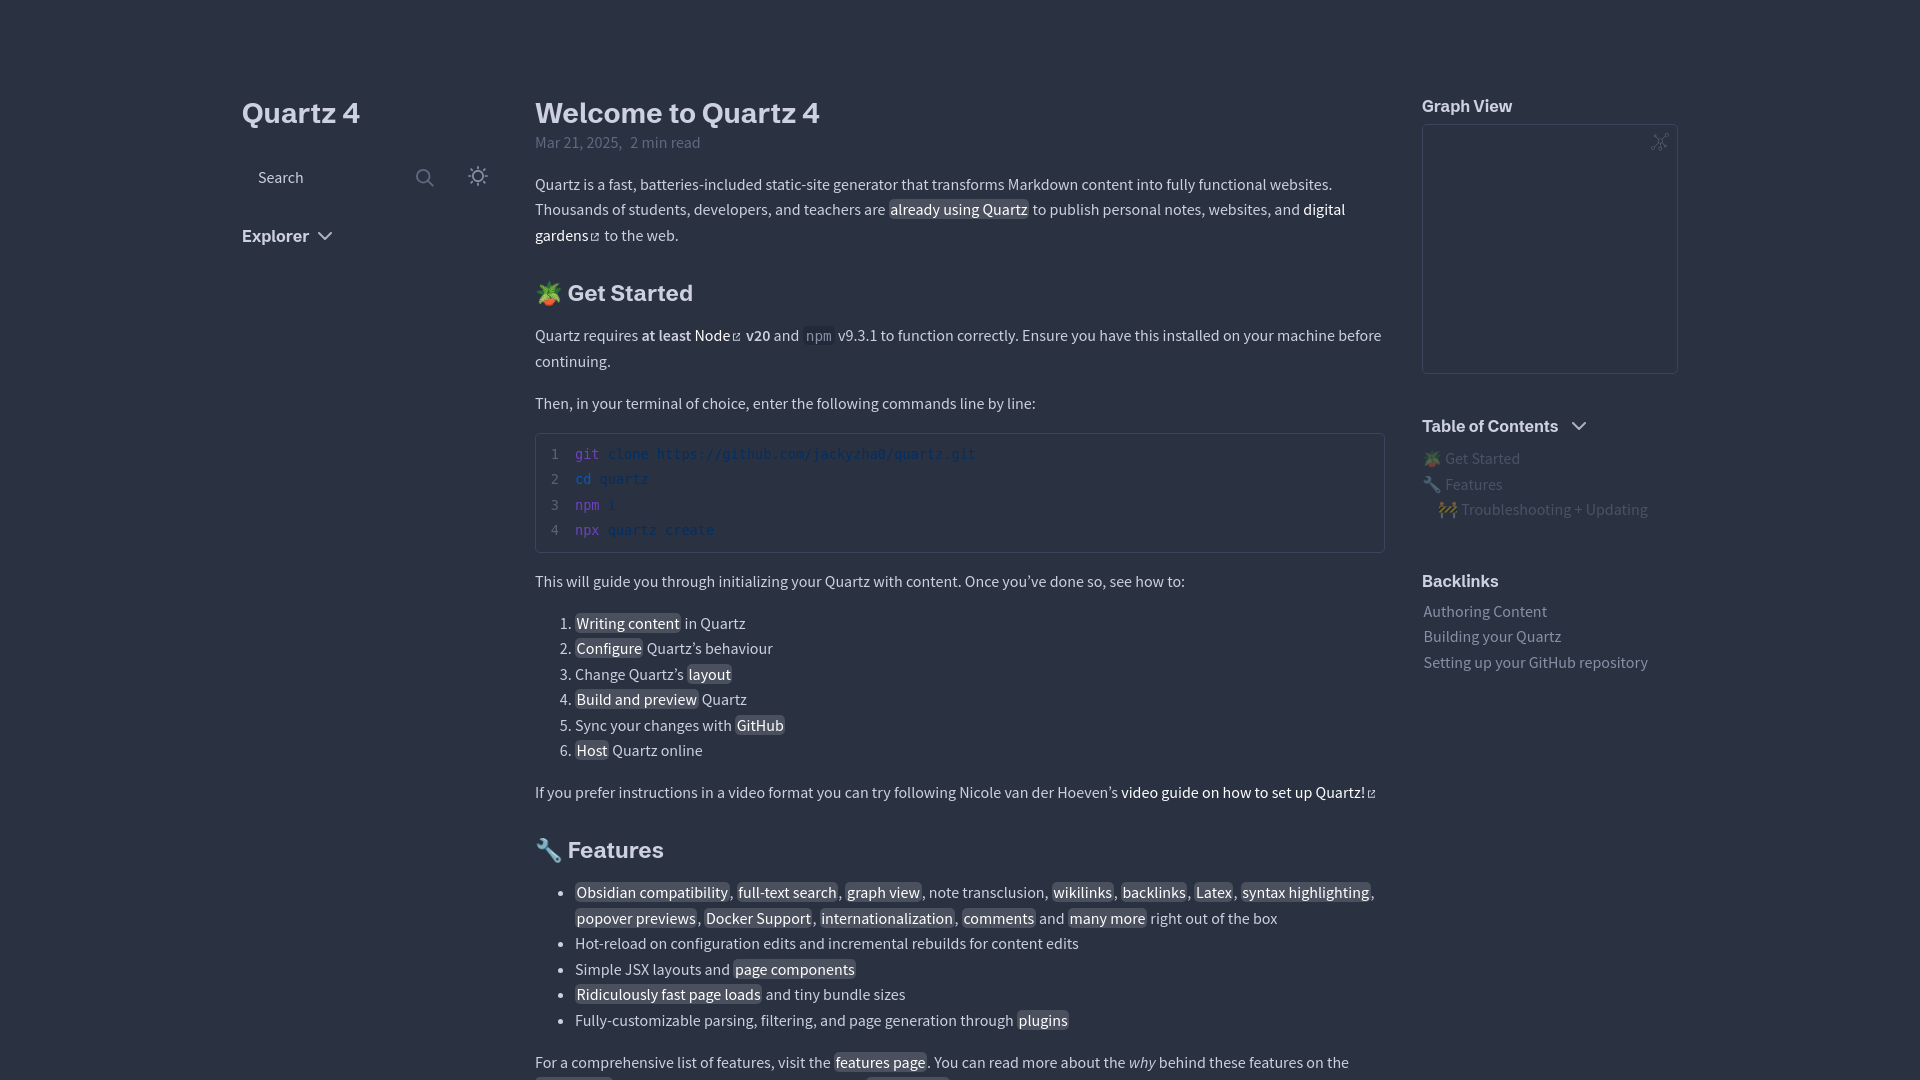 Quartz 4
Search
Explorer
Welcome to Quartz 4
Mar 21, 2025, 2 min read
Quartz is a fast, batteries-included static-site generator that transforms Markdown content into fully functional websites.
Thousands of students, developers, and teachers are already using Quartz to publish personal notes, websites, and digital
gardens to the web.
🪴 Get Started
Quartz requires at least Node v20 and npm v9.3.1 to function correctly. Ensure you have this installed on your machine before
continuing.
Then, in your terminal of choice, enter the following commands line by line:
1 git clone https://github.com/jackyzha0/quartz.git
2 cd quartz
3 npm i
4 npx quartz create
This will guide you through initializing your Quartz with content. Once you’ve done so, see how to:
1. Writing content in Quartz
2. Configure Quartz’s behaviour
3. Change Quartz’s layout
4. Build and preview Quartz
5. Sync your changes with GitHub
6. Host Quartz online
If you prefer instructions in a video format you can try following Nicole van der Hoeven’s video guide on how to set up Quartz!
🔧 Features
• Obsidian compatibility, full-text search, graph view, note transclusion, wikilinks, backlinks, Latex, syntax highlighting,
popover previews, Docker Support, internationalization, comments and many more right out of the box
• Hot-reload on configuration edits and incremental rebuilds for content edits
• Simple JSX layouts and page components
• Ridiculously fast page loads and tiny bundle sizes
• Fully-customizable parsing, filtering, and page generation through plugins
For a comprehensive list of features, visit the features page. You can read more about the why behind these features on the
Graph View
Table of Contents
🪴 Get Started
🔧 Features
🚧 Troubleshooting + Updating
Backlinks
Authoring Content
Building your Quartz
Setting up your GitHub repository